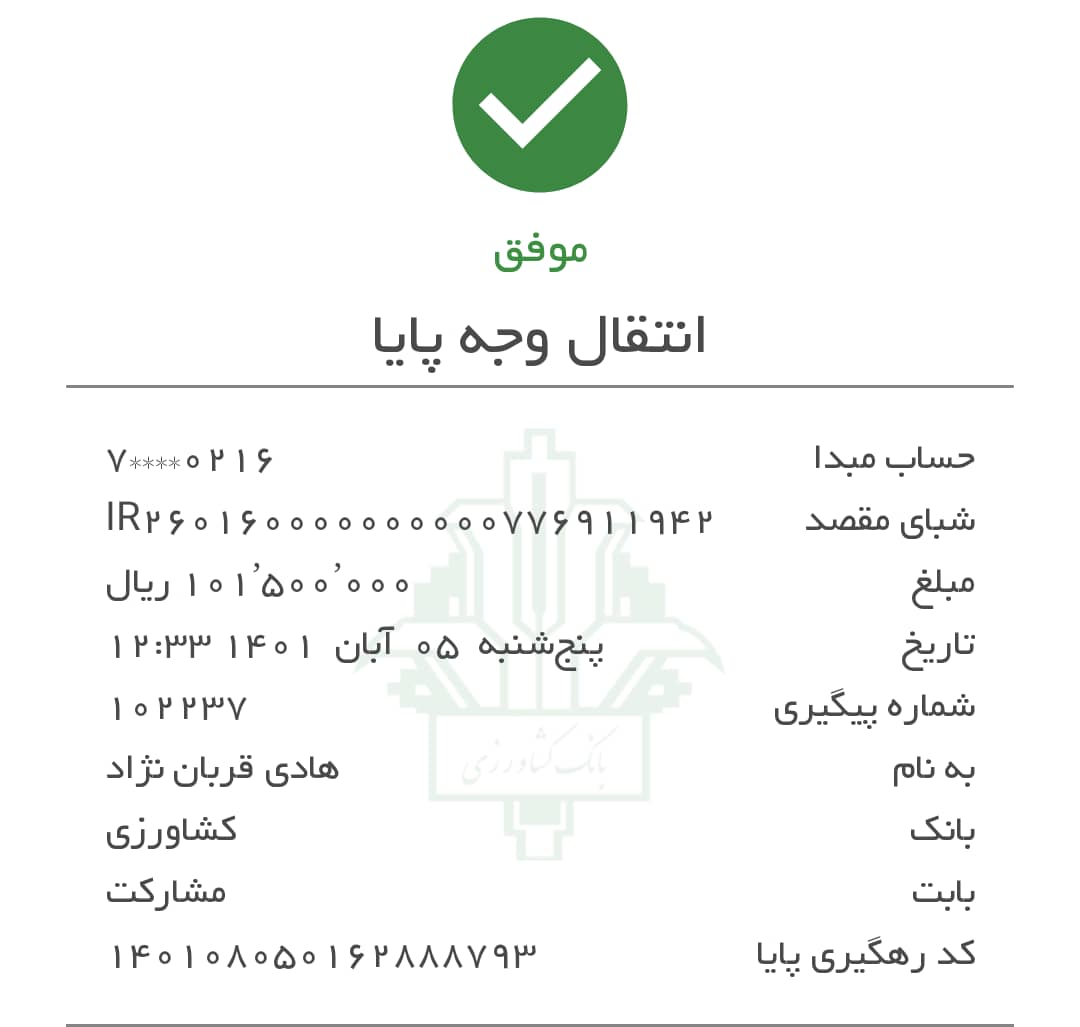 موفق
انتقال وجه پایا
حساب مبدا ۷****۰۲۱۶
شبای مقصد IR۲۶۰۱۶۰۰۰۰۰۰۰۰۰۰۰۷۷۶۹۱۱۹۴۲
مبلغ ۱۰۱٬۵۰۰٬۰۰۰ ریال
تاریخ پنج‌شنبه ۰۵ آبان ۱۴۰۱ ۱۲:۳۳
شماره پیگیری ۱۰۲۲۳۷
به نام هادی قربان نژاد
بانک کشاورزی
بانک کشاورزی
بابت مشارکت
کد رهگیری پایا ۱۴۰۱۰۸۰۵۰۱۶۲۸۸۸۷۹۳